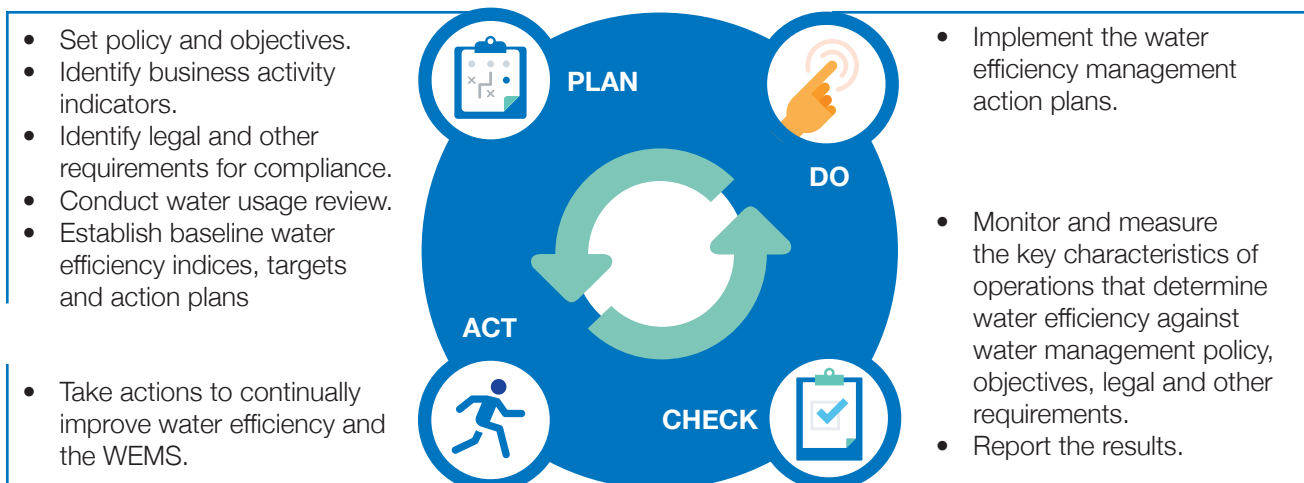 • Set policy and objectives.
• Identify business activity
indicators.
• Identify legal and other
requirements for compliance.
• Conduct water usage review.
• Establish baseline water
efficiency indices, targets
and action plans
PLAN
DO
• Implement the water
efficiency management
action plans.
• Monitor and measure
the key characteristics of
operations that determine
water efficiency against
water management policy,
objectives, legal and other
requirements.
• Report the results.
ACT
CHECK
• Take actions to continually
improve water efficiency and
the WEMS.